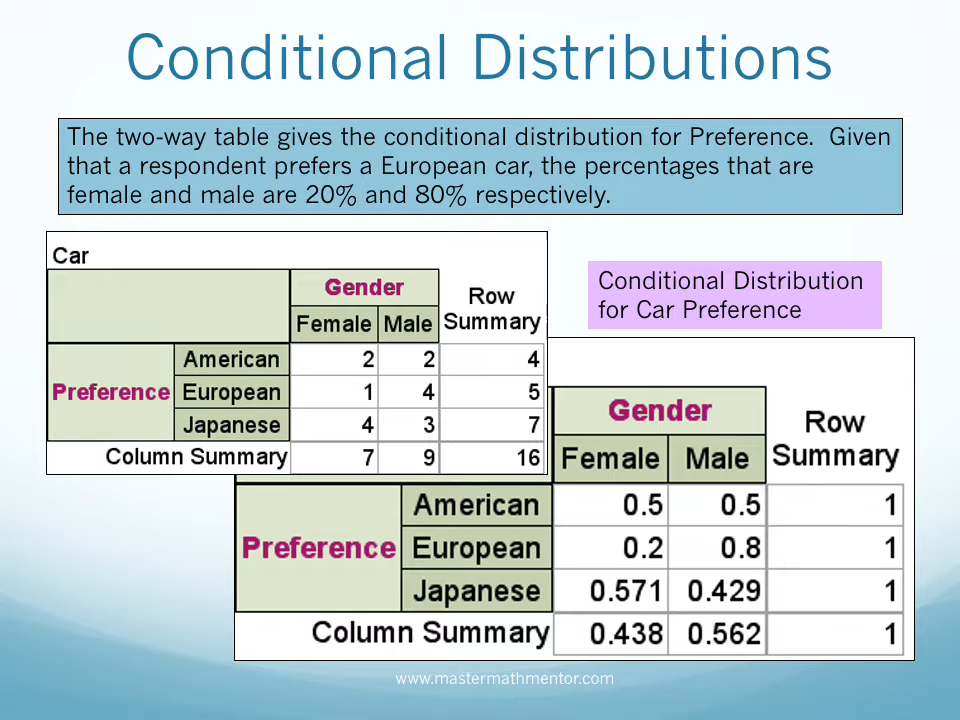 Conditional Distributions
The two-way table gives the conditional distribution for Preference.  Given
that a respondent prefers a European car, the percentages that are
female and male are 20% and 80% respectively.
Car
Gender Row
Female Male Summary
American 2 2 4
Preference European 1 4 5
Japanese 4 3 7
Column Summary 7 9 16
Conditional Distribution
for Car Preference
Gender Row
Female Male Summary
American 0.5 0.5 1
Preference European 0.2 0.8 1
Japanese 0.571 0.429 1
Column Summary 0.438 0.562 1
www.mastermathmentor.com